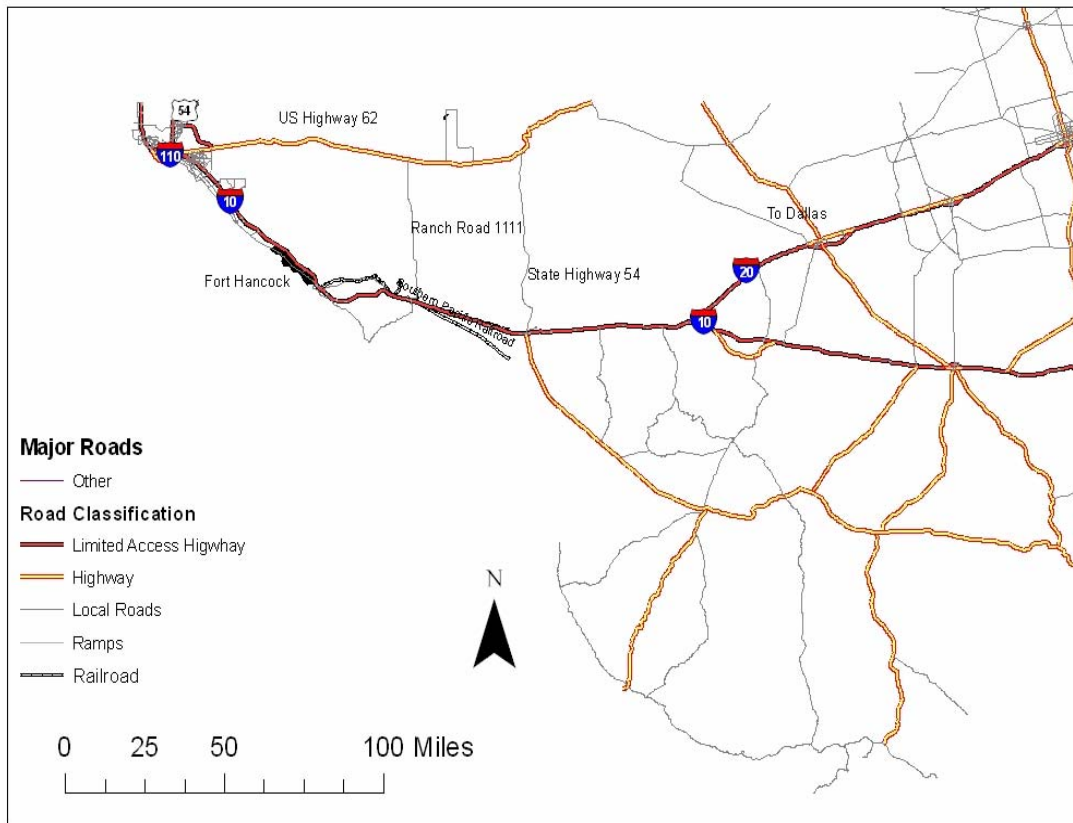 54
US Highway 62
110
10
Ranch Road 1111
To Dallas
Fort Hancock
State Highway 54
20
Southern Pacific Railroad
10
Major Roads
Other
Road Classification
Limited Access Higwhay
Highway
Local Roads
Ramps
Railroad
N
0 25 50 100 Miles